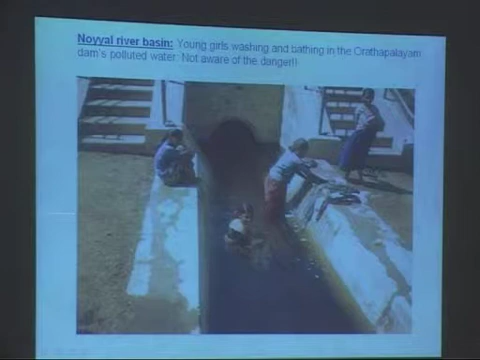 Noyyal river basin: Young girls washing and bathing in the Orathapalayam
dam's polluted water. Not aware of the danger!!